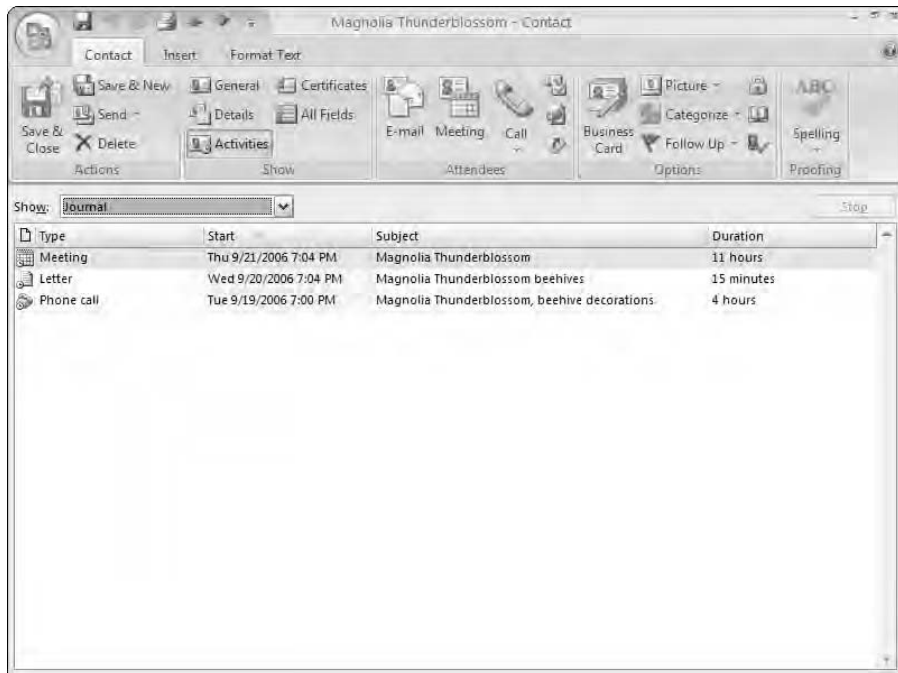 Magnolia Thunderblossom - Contact
Contact Insert Format Text
Save & Close
Save & New
Send
Delete
Actions
General
Details
Activities
Certificates
All Fields
Show
E-mail
Meeting
Call
Attendees
Business Card
Picture
Categorize
Follow Up
Options
ABC
Spelling
Proofing
Show: Journal Stop
Type Start Subject Duration
Meeting Thu 9/21/2006 7:04 PM Magnolia Thunderblossom 11 hours
Letter Wed 9/20/2006 7:04 PM Magnolia Thunderblossom beehives 15 minutes
Phone call Tue 9/19/2006 7:00 PM Magnolia Thunderblossom, beehive decorations 4 hours